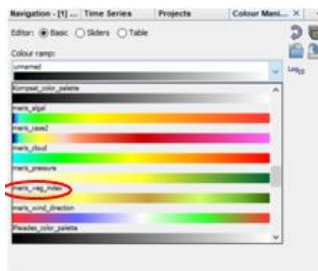 Navigation - [1] ... Time Series Projects Colour Mani...
Editor: Basic Sliders Table
Colour ramp:
unnamed
Kompsat_color_palette
meris_algal
meris_case2
meris_cloud
meris_pressure
meris_veg_index
meris_wind_direction
Pleiades_color_palette
Log10